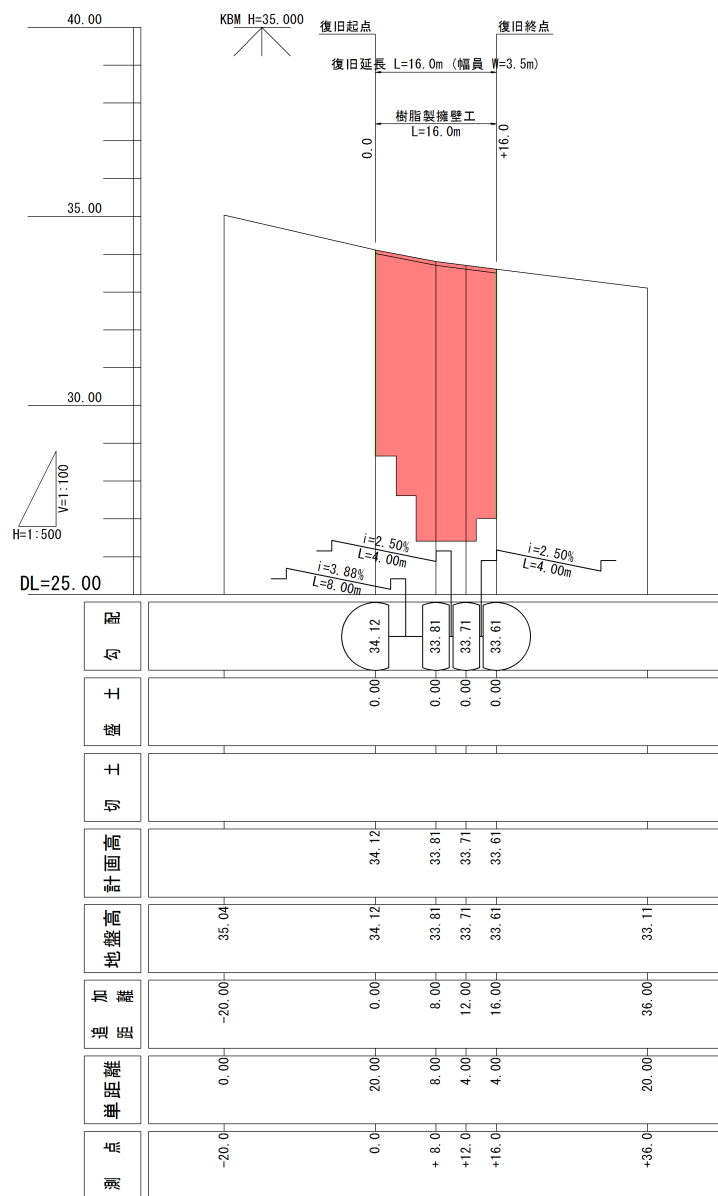 40.00
KBM H=35.000
復旧起点
復旧終点
復旧延長 L=16.0m (幅員 W=3.5m)
樹脂製擁壁工
L=16.0m
0.0
+16.0
35.00
30.00
V=1:100
H=1:500
i=2.50%
L=4.00m
i=2.50%
L=4.00m
i=3.88%
L=8.00m
DL=25.00
勾配
34.12
33.81
33.71
33.61
盛土
0.00
0.00
0.00
0.00
切土
計画高
34.12
33.81
33.71
33.61
地盤高
35.04
34.12
33.81
33.71
33.61
33.11
追加距離
-20.00
0.00
8.00
12.00
16.00
36.00
単距離
0.00
20.00
8.00
4.00
4.00
20.00
測点
-20.0
0.0
+ 8.0
+12.0
+16.0
+36.0